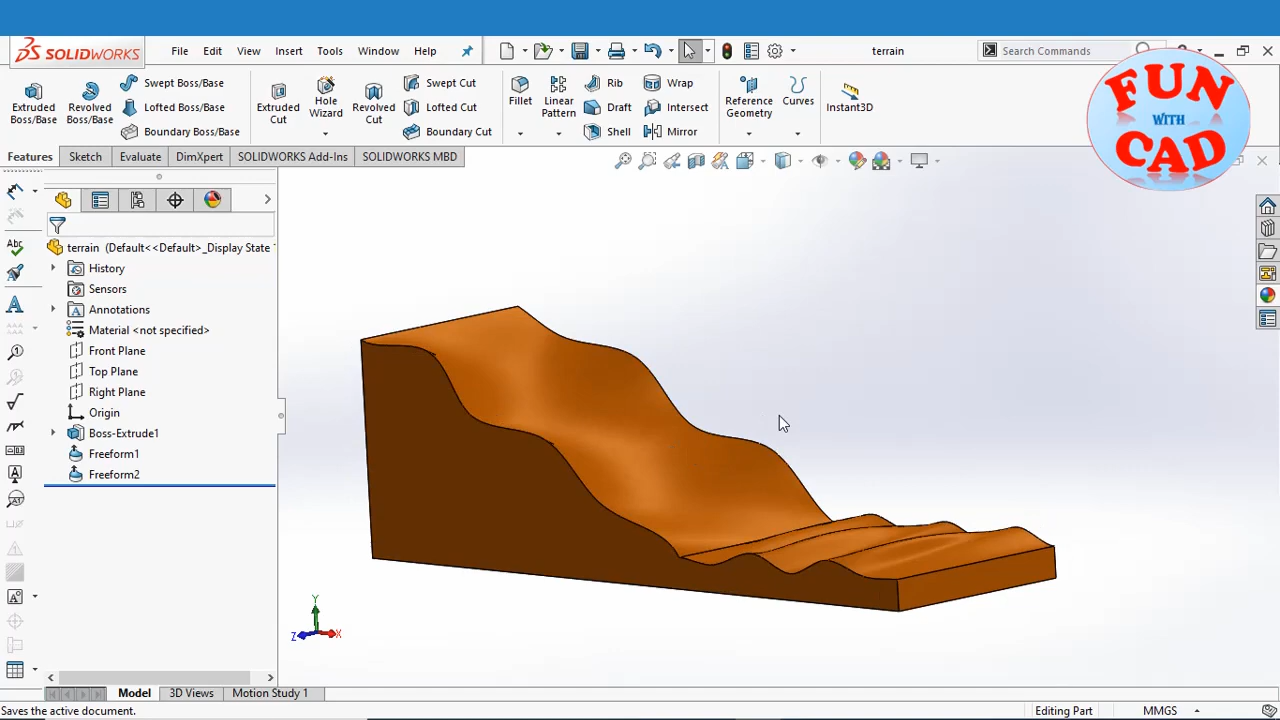 SOLIDWORKS
File Edit View Insert Tools Window Help
terrain
Search Commands
Extruded Boss/Base
Revolved Boss/Base
Swept Boss/Base
Lofted Boss/Base
Boundary Boss/Base
Extruded Cut
Hole Wizard
Revolved Cut
Swept Cut
Lofted Cut
Boundary Cut
Fillet
Linear Pattern
Rib
Draft
Shell
Wrap
Intersect
Mirror
Reference Geometry
Curves
Instant3D
FUN
WITH
CAD
Features Sketch Evaluate DimXpert SOLIDWORKS Add-Ins SOLIDWORKS MBD
terrain (Default<<Default>_Display State
History
Sensors
Annotations
Material <not specified>
Front Plane
Top Plane
Right Plane
Origin
Boss-Extrude1
Freeform1
Freeform2
Abc
Y
Z X
Model 3D Views Motion Study 1
Saves the active document. Editing Part MMGS